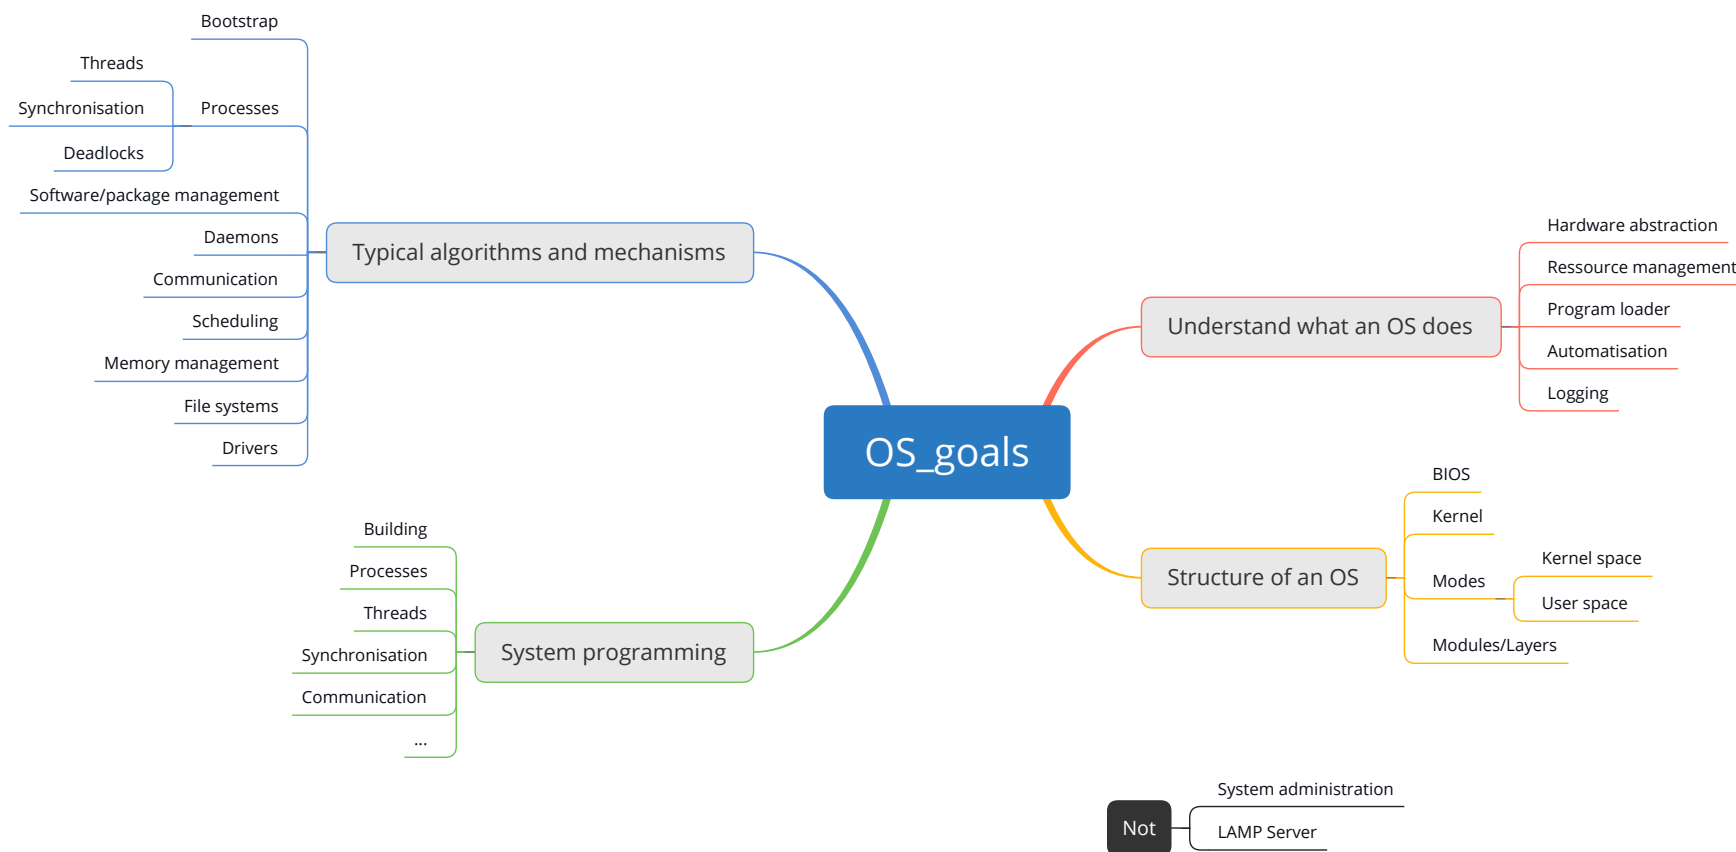 OS_goals
Understand what an OS does
Hardware abstraction
Ressource management
Program loader
Automatisation
Logging
Structure of an OS
BIOS
Kernel
Modes
Kernel space
User space
Modules/Layers
Typical algorithms and mechanisms
Bootstrap
Processes
Threads
Synchronisation
Deadlocks
Software/package management
Daemons
Communication
Scheduling
Memory management
File systems
Drivers
System programming
Building
Processes
Threads
Synchronisation
Communication
...
Not
System administration
LAMP Server